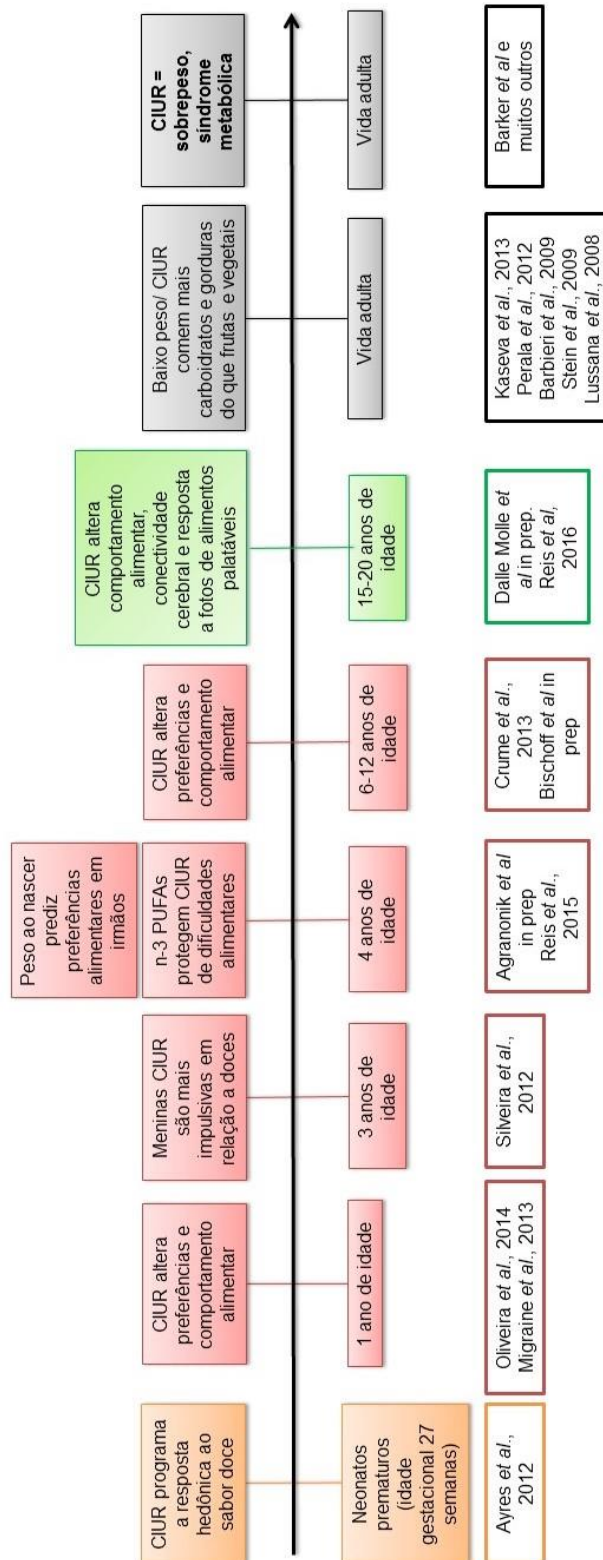 CIUR programa
a resposta
hedônica ao
sabor doce
Neonatos
prematuros
(idade
gestacional 27
semanas)
Ayres et al.,
2012
CIUR altera
preferências e
comportamento
alimentar
1 ano de idade
Oliveira et al., 2014
Migraine et al., 2013
Meninas CIUR
são mais
impulsivas em
relação a doces
3 anos de
idade
Silveira et al.,
2012
Peso ao nascer
prediz
preferências
alimentares em
irmãos
n-3 PUFAs
protegem CIUR
de dificuldades
alimentares
4 anos de
idade
Agranonik et al
in prep
Reis et al.,
2015
CIUR altera
preferências e
comportamento
alimentar
6-12 anos de
idade
Crume et al.,
2013
Bischoff et al in
prep
CIUR altera
comportamento
alimentar,
conectividade
cerebral e resposta
a fotos de alimentos
palatáveis
15-20 anos de
idade
Dalle Molle et
al in prep.
Reis et al,
2016
Baixo peso/ CIUR
comem mais
carboidratos e gorduras
do que frutas e vegetais
Vida adulta
Kaseva et al., 2013
Perala et al., 2012
Barbieri et al., 2009
Stein et al., 2009
Lussana et al., 2008
CIUR =
sobrepeso,
síndrome
metabólica
Vida adulta
Barker et al e
muitos outros